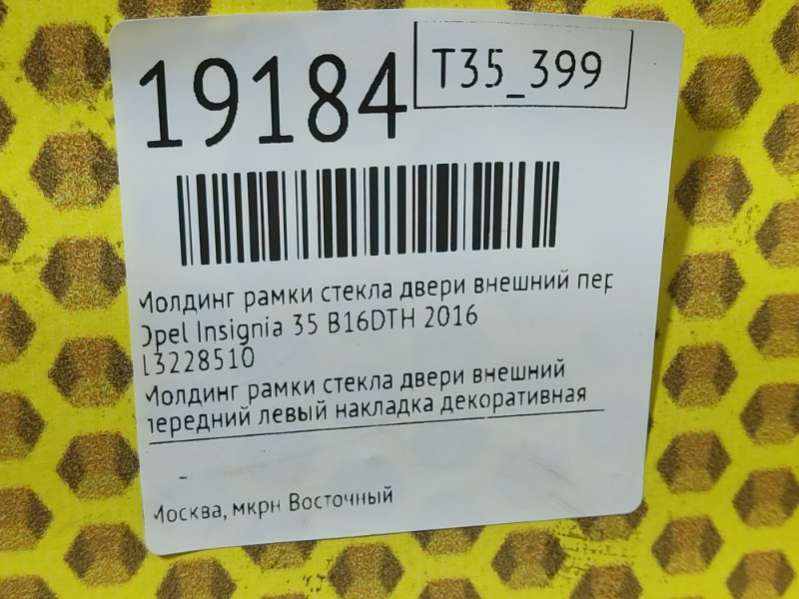 19184
T35_399
Молдинг рамки стекла двери внешний пер
Opel Insignia 35 B16DTH 2016
13228510
Молдинг рамки стекла двери внешний
передний левый накладка декоративная
-
Москва, мкрн Восточный